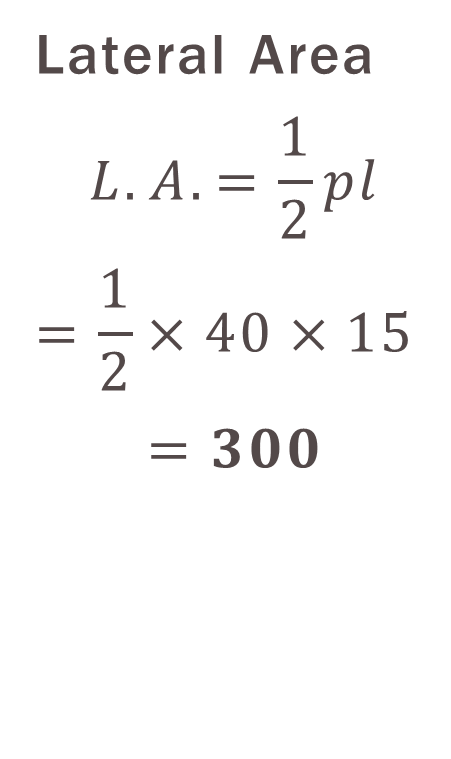 Lateral Area
L. A. = 1/2 pl
= 1/2 × 40 × 15
= 300